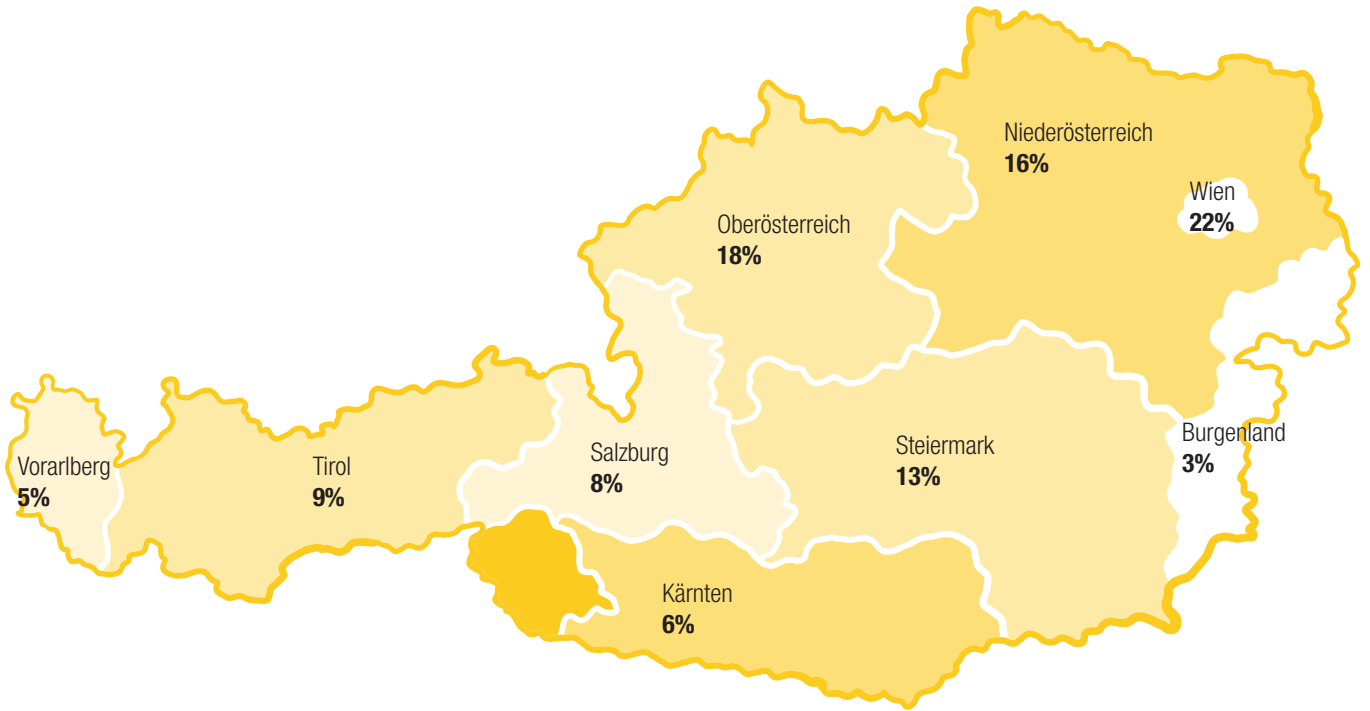 Niederösterreich
16%
Wien
22%
Oberösterreich
18%
Burgenland
3%
Steiermark
13%
Salzburg
8%
Tirol
9%
Vorarlberg
5%
Kärnten
6%